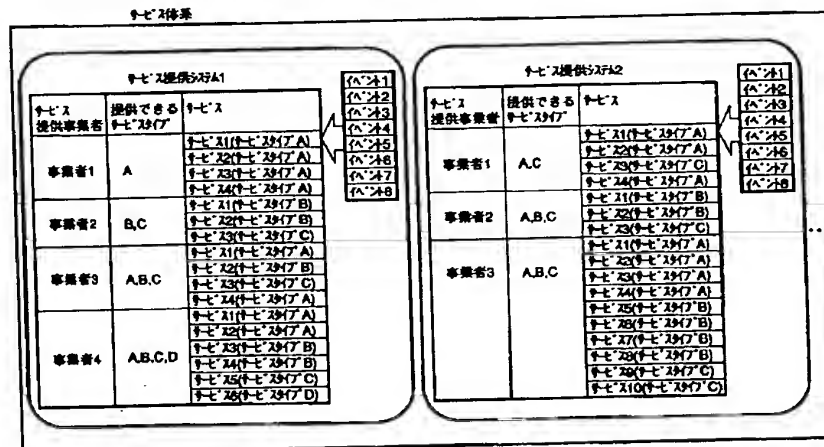 サービス体系
サービス提供システム1
サービス
提供事業者
提供できる
サービスタイプ
サービス
事業者1
A
サービス1(サービスタイプA)
サービス2(サービスタイプA)
サービス3(サービスタイプA)
サービス4(サービスタイプA)
事業者2
B,C
サービス1(サービスタイプB)
サービス2(サービスタイプB)
サービス3(サービスタイプC)
事業者3
A,B,C
サービス1(サービスタイプA)
サービス2(サービスタイプB)
サービス3(サービスタイプC)
サービス4(サービスタイプA)
事業者4
A,B,C,D
サービス1(サービスタイプA)
サービス2(サービスタイプA)
サービス3(サービスタイプB)
サービス4(サービスタイプB)
サービス5(サービスタイプC)
サービス6(サービスタイプD)
イベント1
イベント2
イベント3
イベント4
イベント5
イベント6
イベント7
イベント8
サービス提供システム2
サービス
提供事業者
提供できる
サービスタイプ
サービス
事業者1
A,C
サービス1(サービスタイプA)
サービス2(サービスタイプA)
サービス3(サービスタイプC)
サービス4(サービスタイプA)
事業者2
A,B,C
サービス1(サービスタイプB)
サービス2(サービスタイプB)
サービス3(サービスタイプC)
事業者3
A,B,C
サービス1(サービスタイプA)
サービス2(サービスタイプA)
サービス3(サービスタイプA)
サービス4(サービスタイプA)
サービス5(サービスタイプB)
サービス6(サービスタイプB)
サービス7(サービスタイプB)
サービス8(サービスタイプB)
サービス9(サービスタイプC)
サービス10(サービスタイプC)
イベント1
イベント2
イベント3
イベント4
イベント5
イベント6
イベント7
イベント8
…